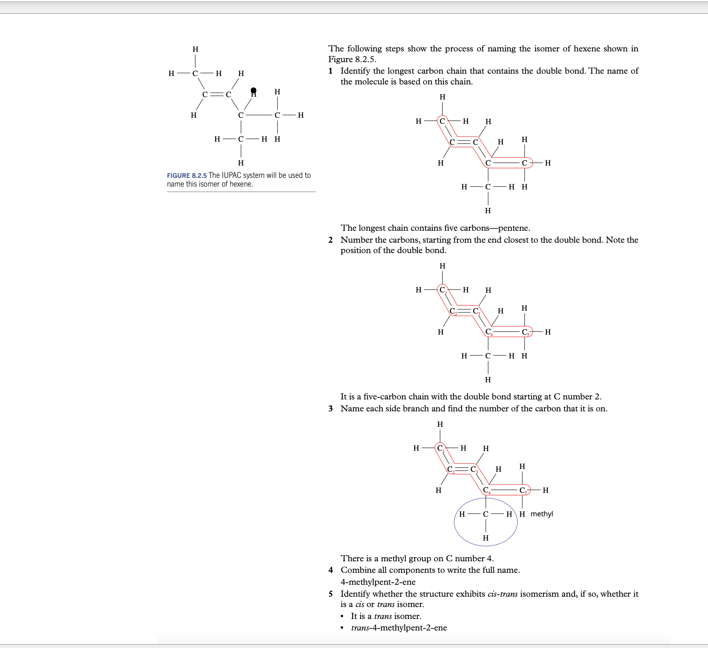 H
H—C—H H
C=C H H
H C C—H
H—C—H H
H
FIGURE 8.2.5 The IUPAC system will be used to
name this isomer of hexene.
The following steps show the process of naming the isomer of hexene shown in
Figure 8.2.5.
1 Identify the longest carbon chain that contains the double bond. The name of
the molecule is based on this chain.
H
H—C—H H
C=C H H
H C C—H
H—C—H H
H
The longest chain contains five carbons—pentene.
2 Number the carbons, starting from the end closest to the double bond. Note the
position of the double bond.
H
H—C—H H
C=C H H
H C C—H
H—C—H H
H
It is a five-carbon chain with the double bond starting at C number 2.
3 Name each side branch and find the number of the carbon that it is on.
H
H—C—H H
C=C H H
H C C—H
H—C—H H methyl
H
There is a methyl group on C number 4.
4 Combine all components to write the full name.
4-methylpent-2-ene
5 Identify whether the structure exhibits cis-trans isomerism and, if so, whether it
is a cis or trans isomer.
• It is a trans isomer.
• trans-4-methylpent-2-ene